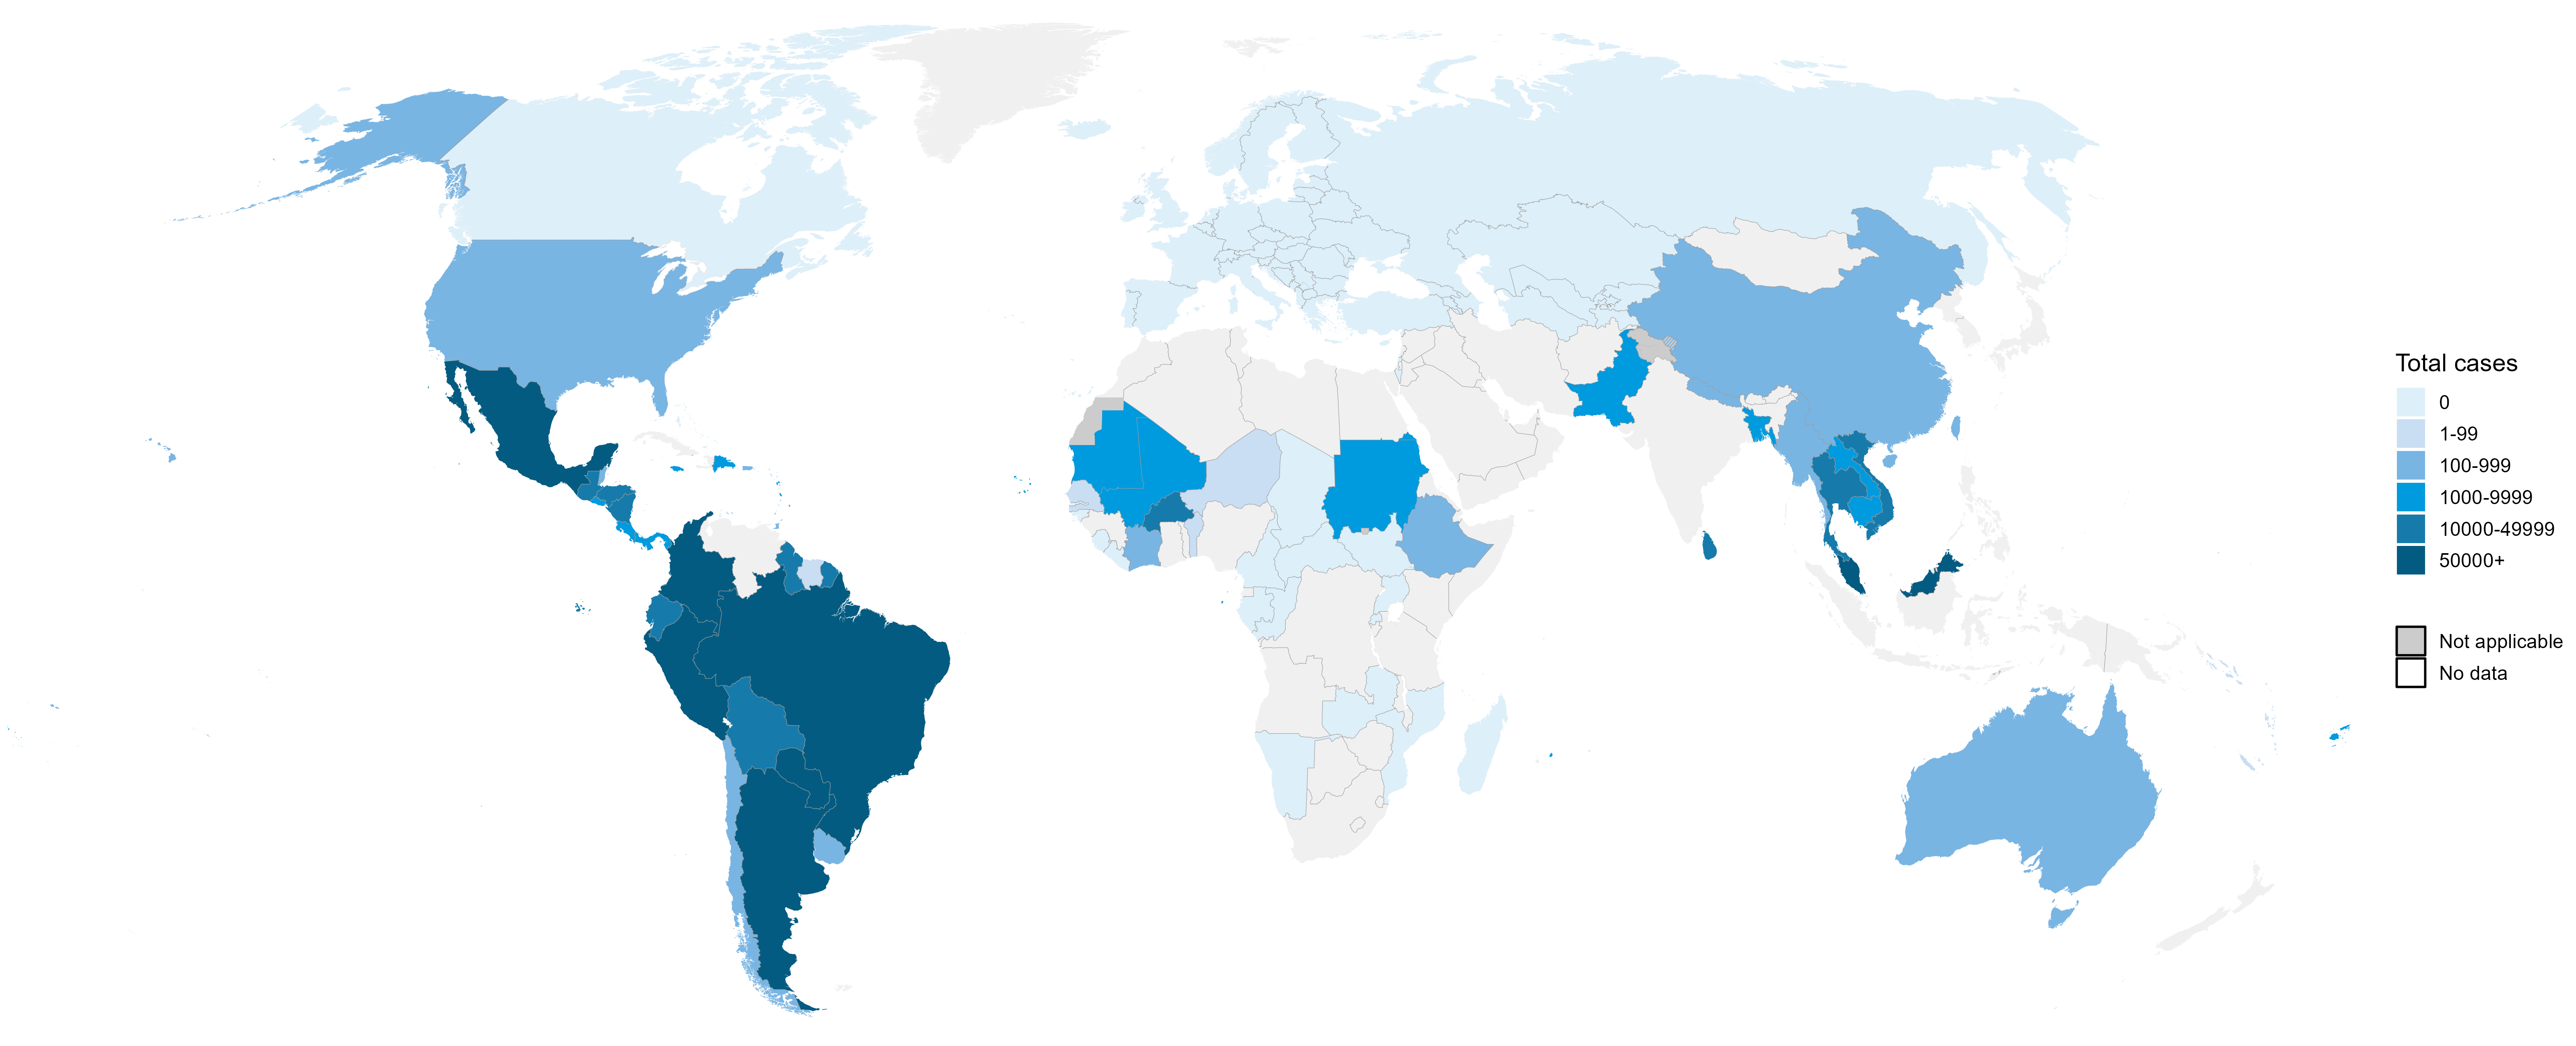 Total cases
0
1-99
100-999
1000-9999
10000-49999
50000+
Not applicable
No data